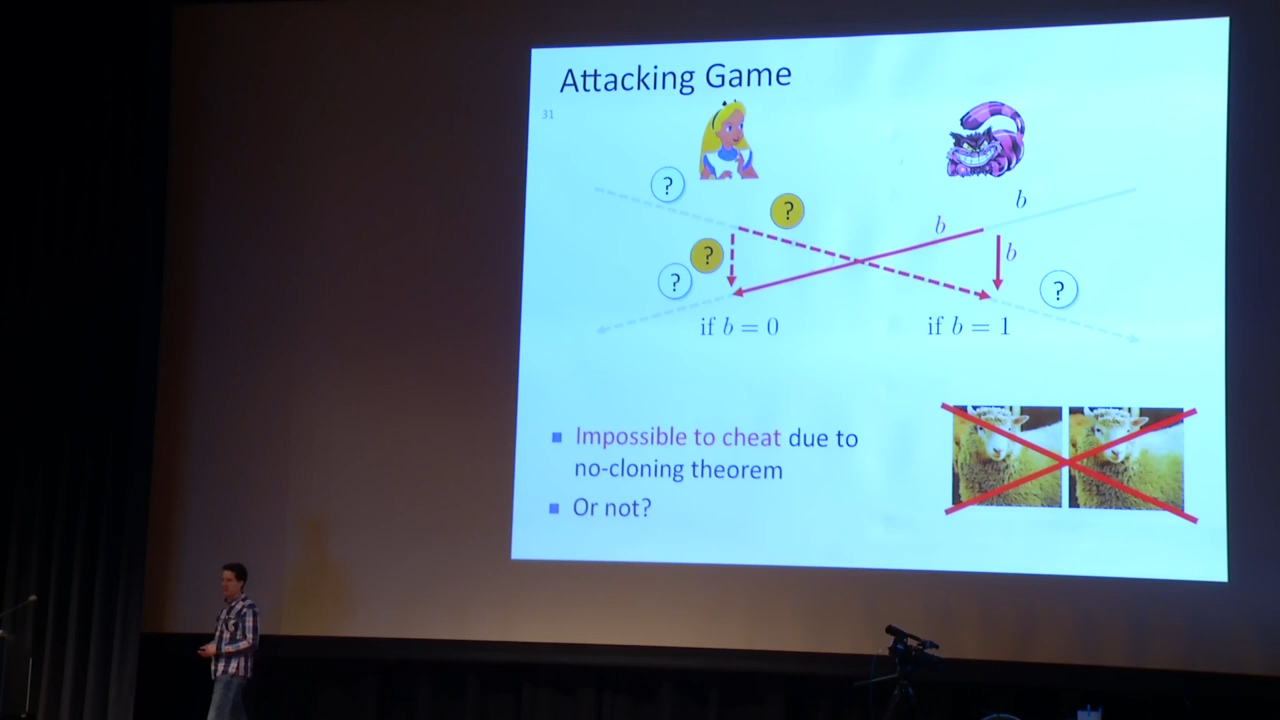 Attacking Game
31
?
?
b
b
?
b
?
?
if b = 0
if b = 1
Impossible to cheat due to
no-cloning theorem
Or not?